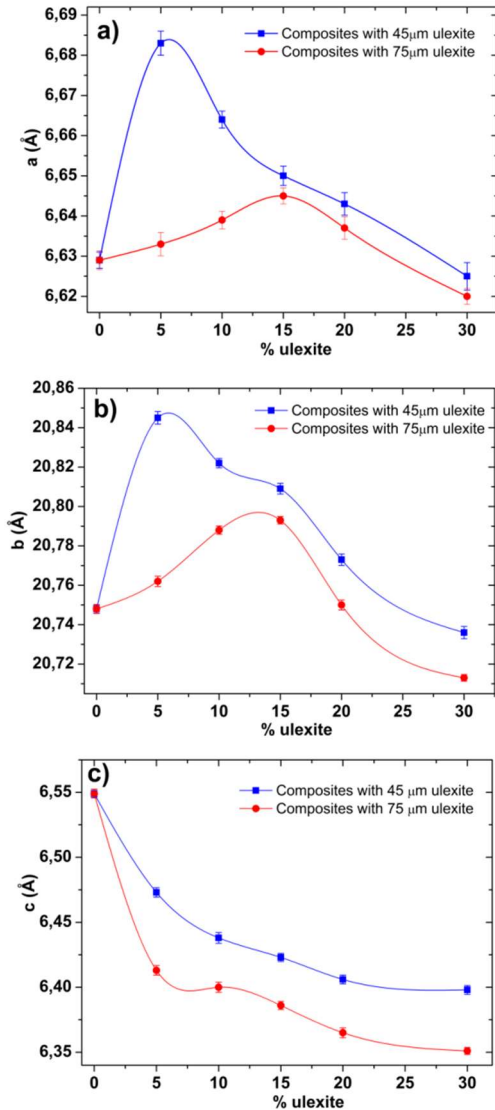 a)
Composites with 45μm ulexite
Composites with 75μm ulexite
a (Å)
6,69
6,68
6,67
6,66
6,65
6,64
6,63
6,62
0 5 10 15 20 25 30
% ulexite
b)
Composites with 45μm ulexite
Composites with 75μm ulexite
b (Å)
20,86
20,84
20,82
20,80
20,78
20,76
20,74
20,72
0 5 10 15 20 25 30
% ulexite
c)
Composites with 45 μm ulexite
Composites with 75 μm ulexite
c (Å)
6,55
6,50
6,45
6,40
6,35
0 5 10 15 20 25 30
% ulexite